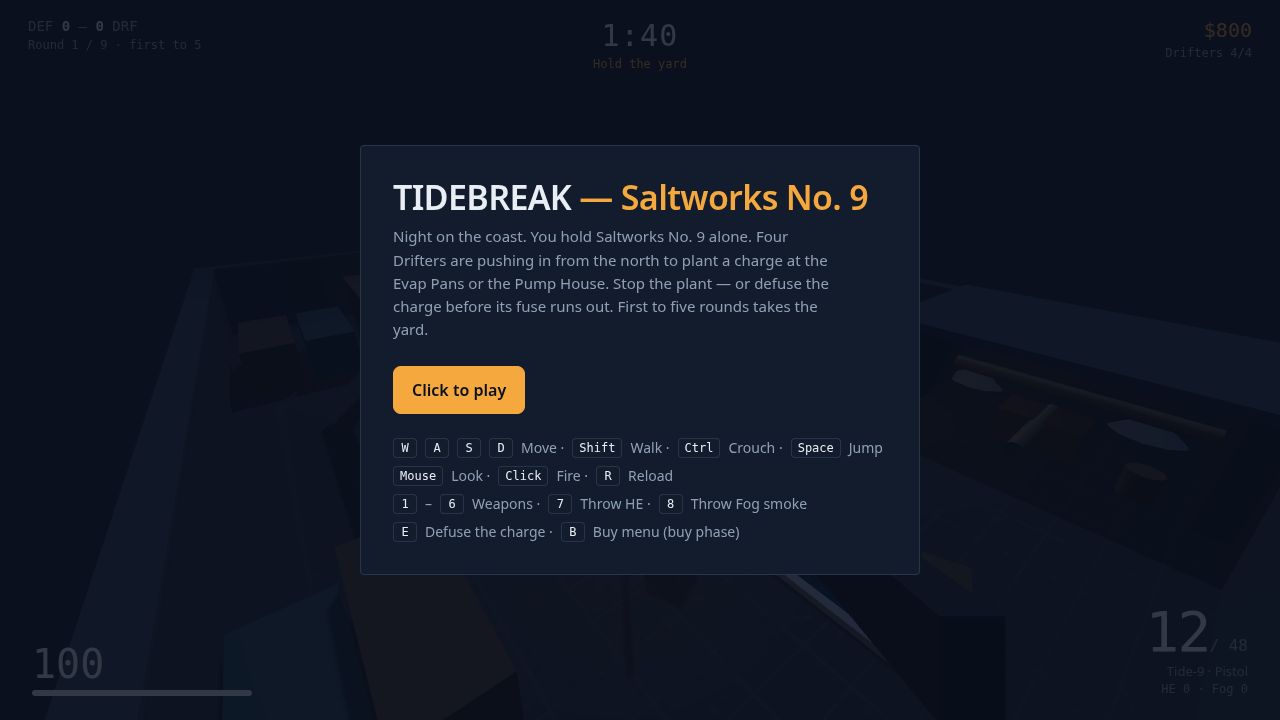 DEF 0 — 0 DRF
Round 1 / 9 · first to 5
1:40
Hold the yard
$800
Drifters 4/4
TIDEBREAK — Saltworks No. 9
Night on the coast. You hold Saltworks No. 9 alone. Four
Drifters are pushing in from the north to plant a charge at the
Evap Pans or the Pump House. Stop the plant — or defuse the
charge before its fuse runs out. First to five rounds takes the
yard.
Click to play
W A S D Move · Shift Walk · Ctrl Crouch · Space Jump
Mouse Look · Click Fire · R Reload
1 – 6 Weapons · 7 Throw HE · 8 Throw Fog smoke
E Defuse the charge · B Buy menu (buy phase)
100
12 / 48
Tide-9 · Pistol
HE 0 · Fog 0